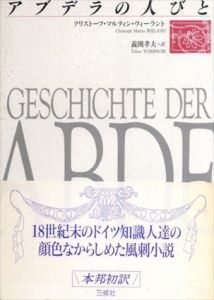 アブデラの人びと
クリストーフ・マルティン・ヴィーラント
Christoph Martin WIELAND
義則孝夫・訳
Takao YOSHINORI
GESCHICHTE DER
ABDE
18世紀末のドイツ知識人達の
顔色なからしめた風刺小説
本邦初訳
三修社